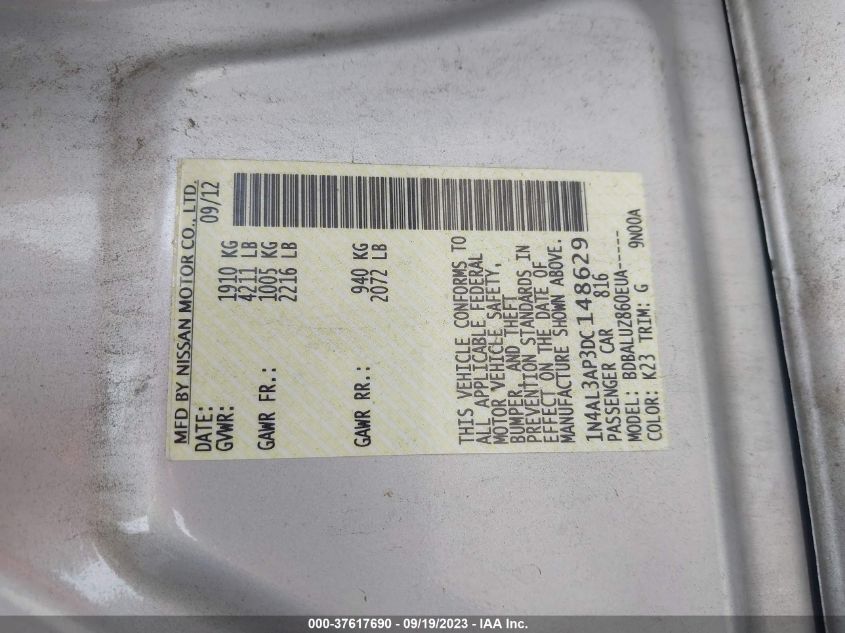 MFD BY NISSAN MOTOR CO., LTD.
DATE: 09/12
GVWR: 1910 KG
4211 LB
GAWR FR.: 1005 KG
2216 LB
GAWR RR.: 940 KG
2072 LB
THIS VEHICLE CONFORMS TO
ALL APPLICABLE FEDERAL
MOTOR VEHICLE SAFETY,
BUMPER, AND THEFT
PREVENTION STANDARDS IN
EFFECT ON THE DATE OF
MANUFACTURE SHOWN ABOVE.
1N4AL3AP3DC148629
PASSENGER CAR 816
MODEL: BDBALUZ860EUA-----
COLOR: K23 TRIM: G 9N00A
000-37617690 - 09/19/2023 - IAA Inc.